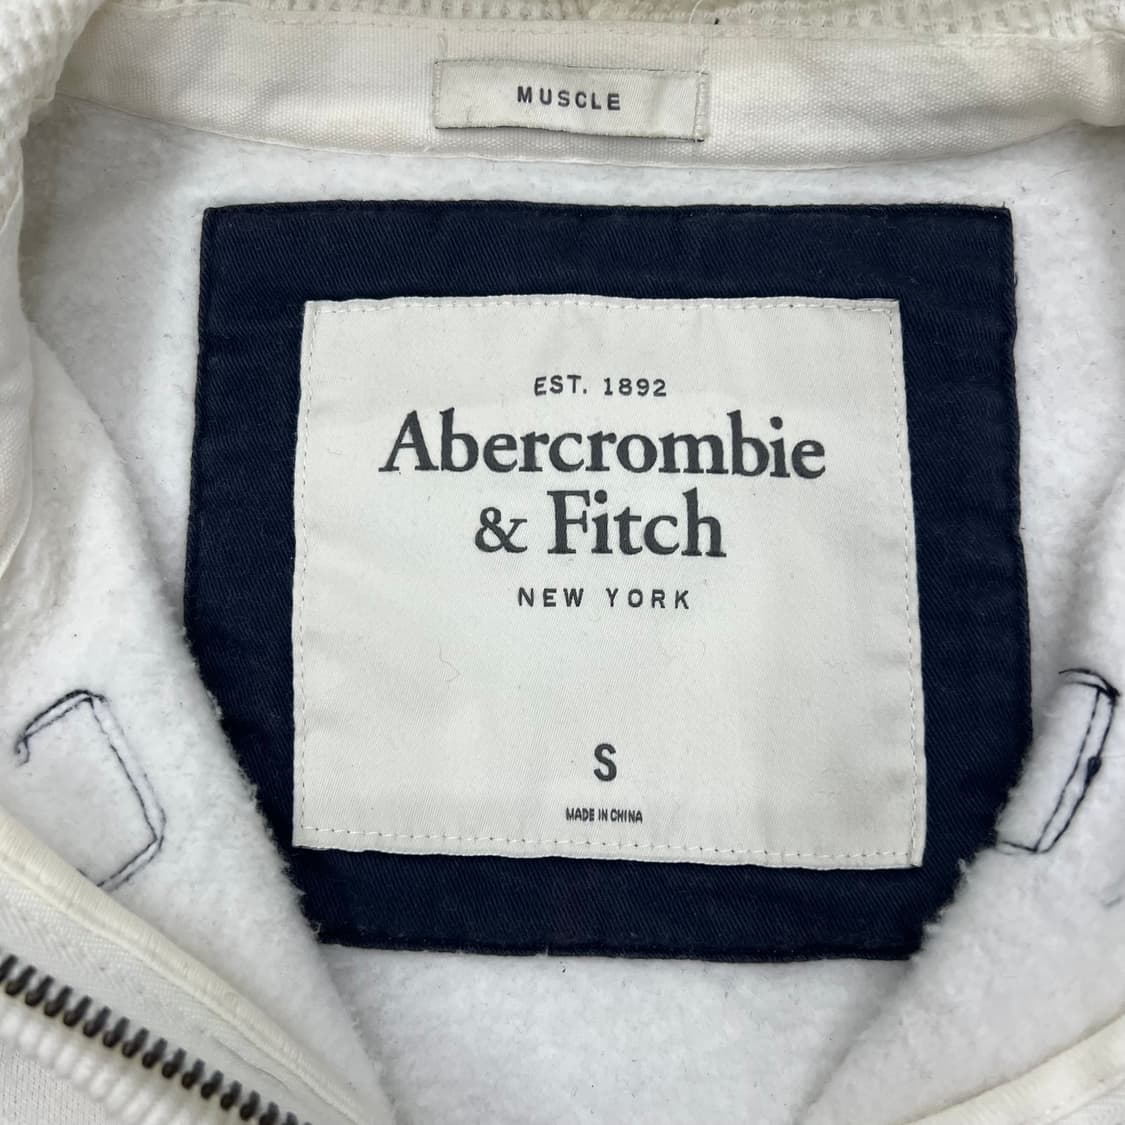 MUSCLE
EST. 1892
Abercrombie
& Fitch
NEW YORK
S
MADE IN CHINA